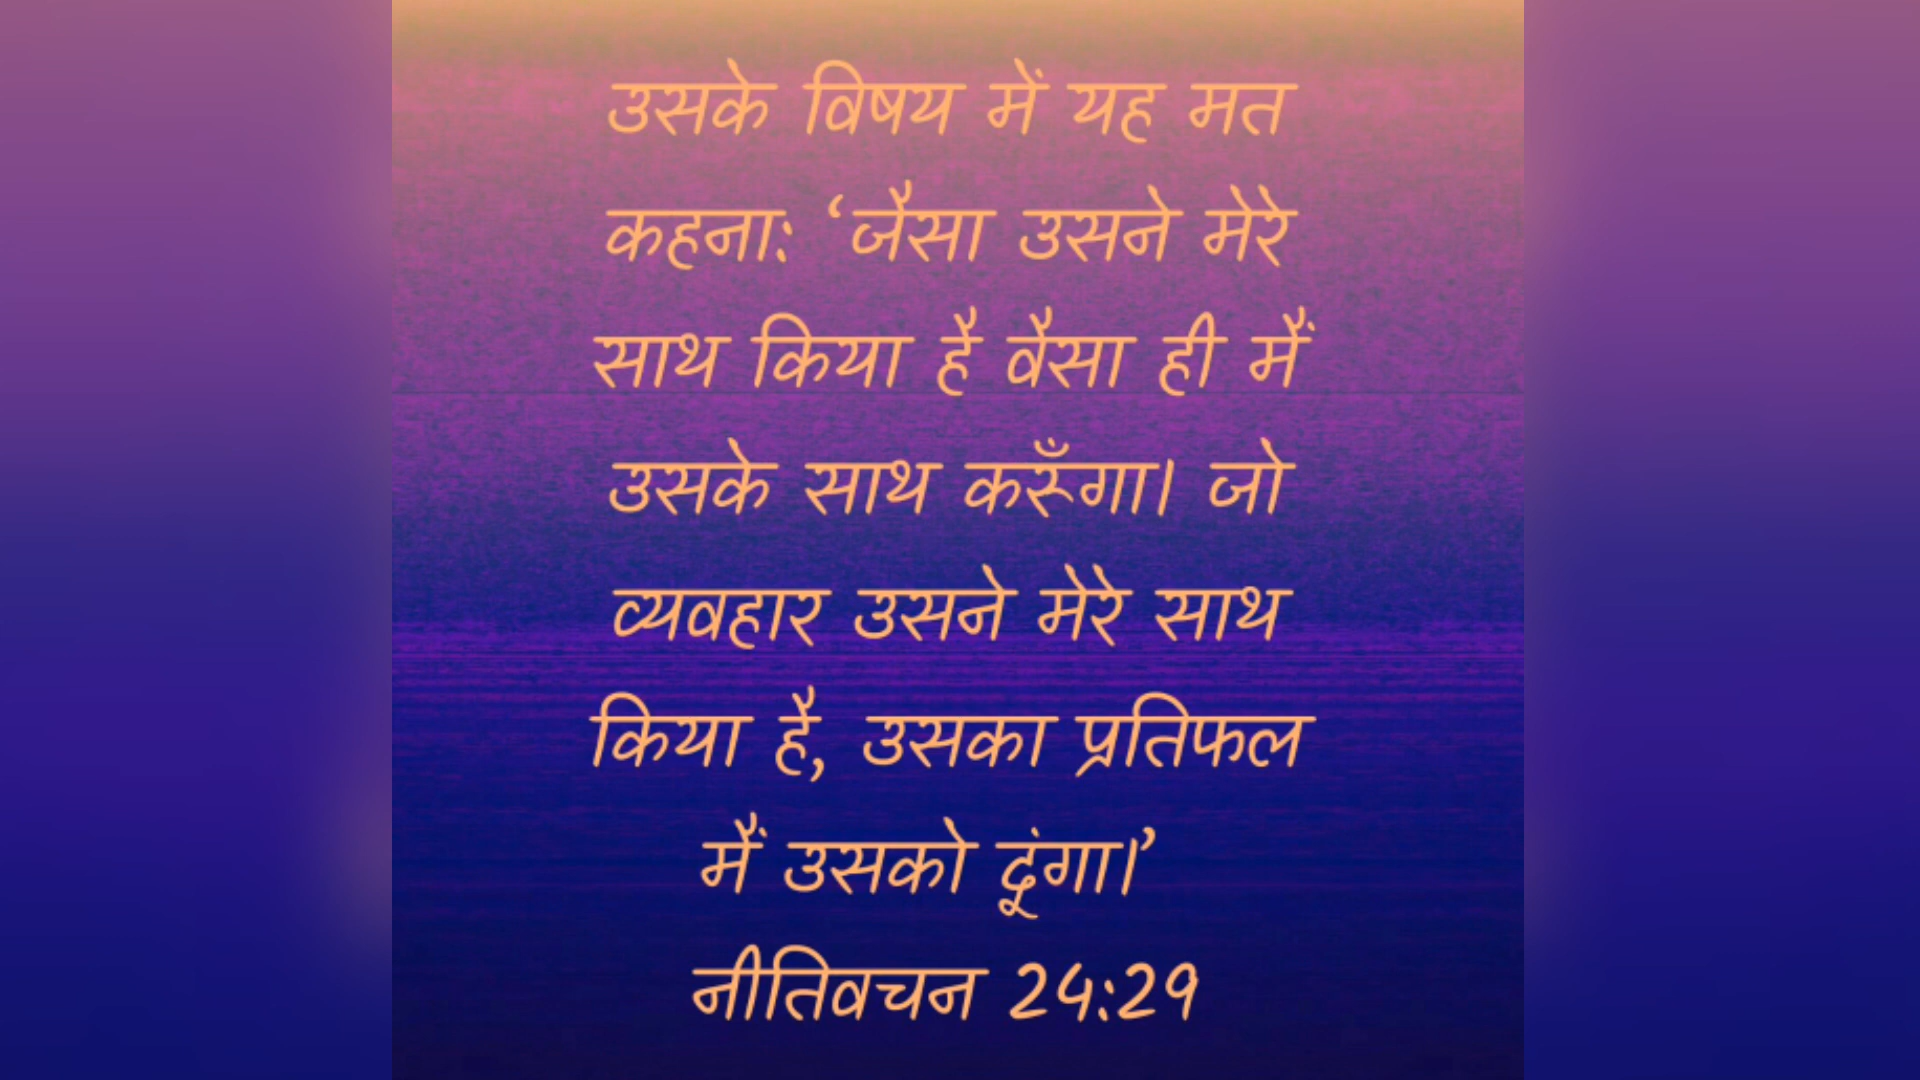 उसके विषय में यह मत
कहना: ‘जैसा उसने मेरे
साथ किया है वैसा ही मैं
उसके साथ करूँगा। जो
व्यवहार उसने मेरे साथ
किया है, उसका प्रतिफल
मैं उसको दूंगा।’
नीतिवचन 24:29